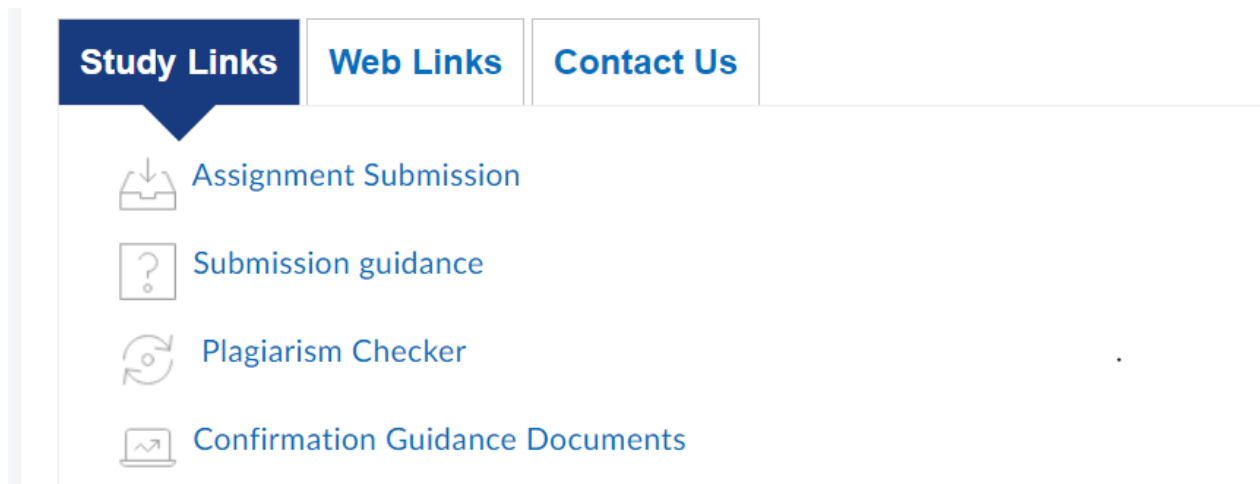 Study Links Web Links Contact Us
Assignment Submission
Submission guidance
Plagiarism Checker
.
Confirmation Guidance Documents